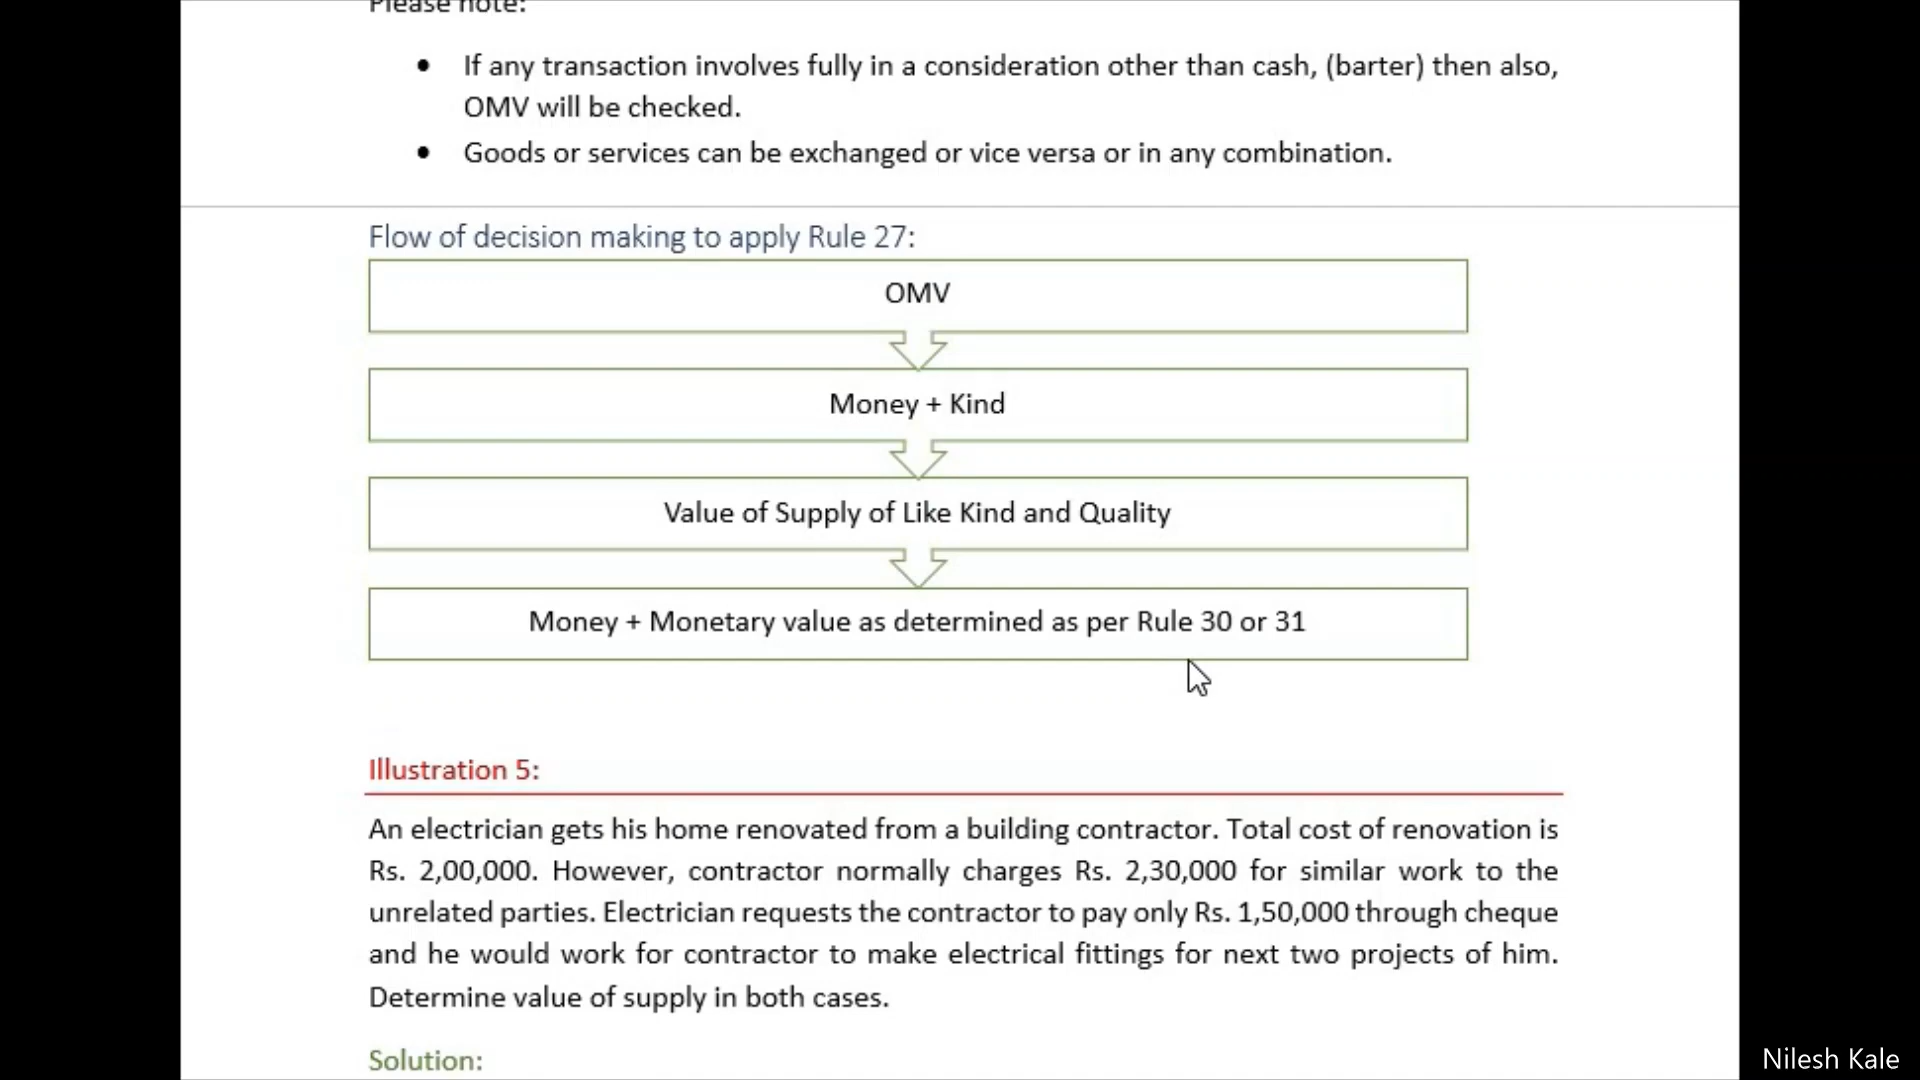 Please note:
• If any transaction involves fully in a consideration other than cash, (barter) then also,
OMV will be checked.
• Goods or services can be exchanged or vice versa or in any combination.
Flow of decision making to apply Rule 27:
OMV
Money + Kind
Value of Supply of Like Kind and Quality
Money + Monetary value as determined as per Rule 30 or 31
Illustration 5:
An electrician gets his home renovated from a building contractor. Total cost of renovation is
Rs. 2,00,000. However, contractor normally charges Rs. 2,30,000 for similar work to the
unrelated parties. Electrician requests the contractor to pay only Rs. 1,50,000 through cheque
and he would work for contractor to make electrical fittings for next two projects of him.
Determine value of supply in both cases.
Solution:
Nilesh Kale